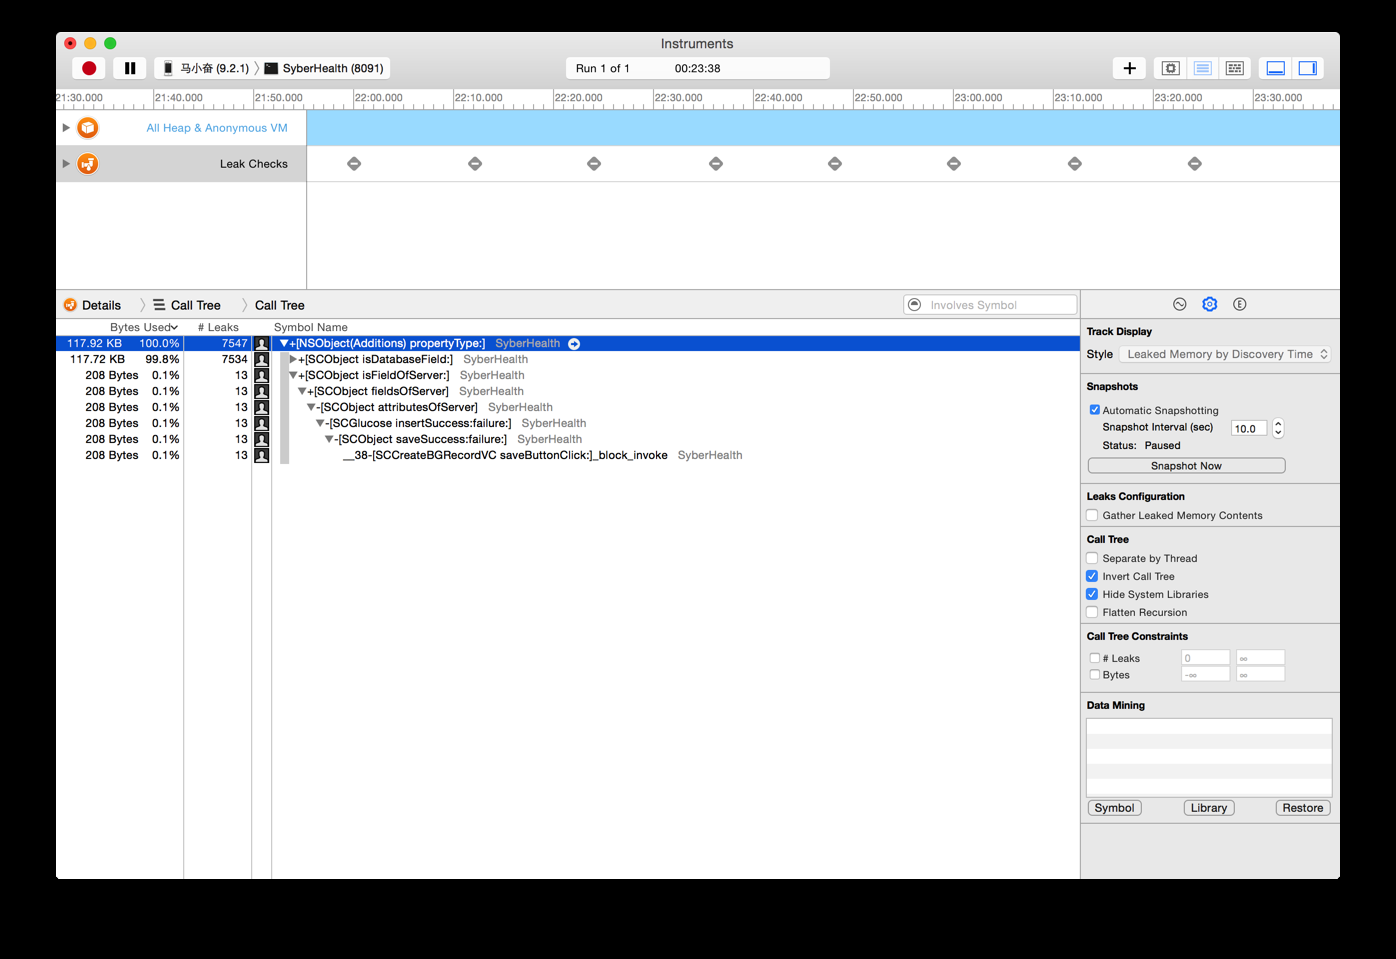 Instruments
马小奋 (9.2.1) SyberHealth (8091)
Run 1 of 1 00:23:38
21:30.000 21:40.000 21:50.000 22:00.000 22:10.000 22:20.000 22:30.000 22:40.000 22:50.000 23:00.000 23:10.000 23:20.000 23:30.000
All Heap & Anonymous VM
Leak Checks
Details Call Tree Call Tree
Involves Symbol
Bytes Used # Leaks Symbol Name
117.92 KB 100.0% 7547 +[NSObject(Additions) propertyType:] SyberHealth
117.72 KB 99.8% 7534 +[SCObject isDatabaseField:] SyberHealth
208 Bytes 0.1% 13 +[SCObject isFieldOfServer:] SyberHealth
208 Bytes 0.1% 13 +[SCObject fieldsOfServer] SyberHealth
208 Bytes 0.1% 13 -[SCObject attributesOfServer] SyberHealth
208 Bytes 0.1% 13 -[SCGlucose insertSuccess:failure:] SyberHealth
208 Bytes 0.1% 13 -[SCObject saveSuccess:failure:] SyberHealth
208 Bytes 0.1% 13 __38-[SCCreateBGRecordVC saveButtonClick:]_block_invoke SyberHealth
Track Display
Style Leaked Memory by Discovery Time
Snapshots
Automatic Snapshotting
Snapshot Interval (sec) 10.0
Status: Paused
Snapshot Now
Leaks Configuration
Gather Leaked Memory Contents
Call Tree
Separate by Thread
Invert Call Tree
Hide System Libraries
Flatten Recursion
Call Tree Constraints
# Leaks 0 ∞
Bytes -∞ ∞
Data Mining
Symbol Library Restore